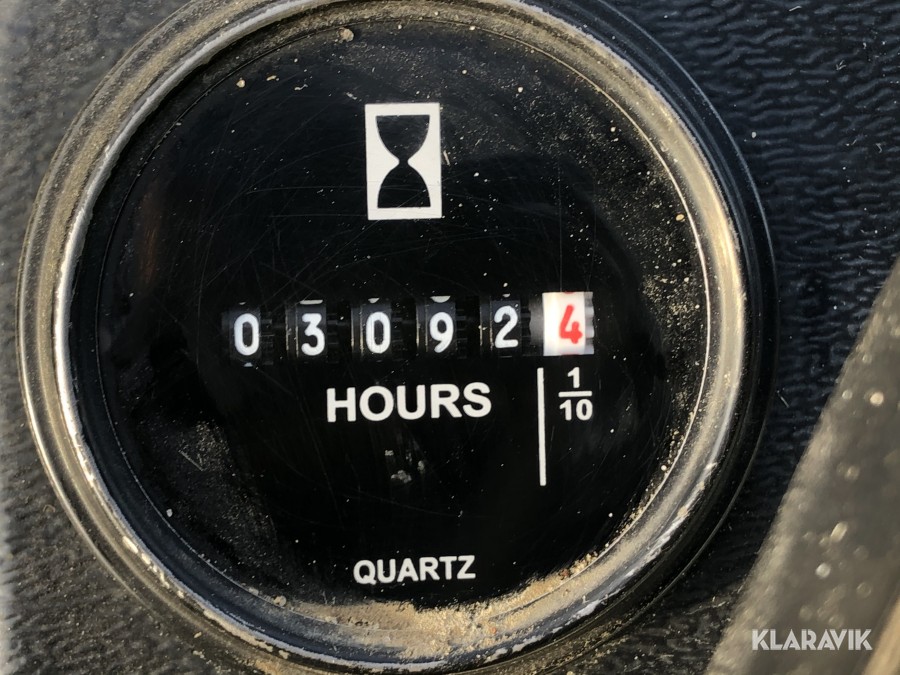 030924
HOURS
1/10
QUARTZ
KLARAVIK